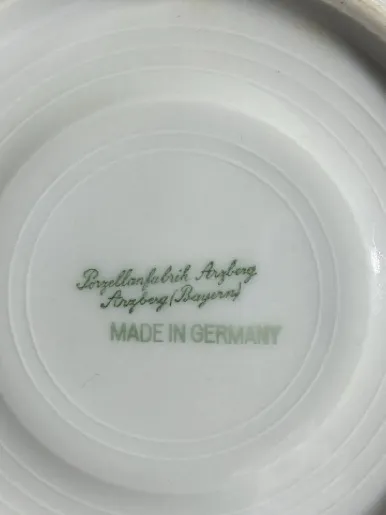 Porzellanfabrik Arzberg
Arzberg (Bayern)
MADE IN GERMANY